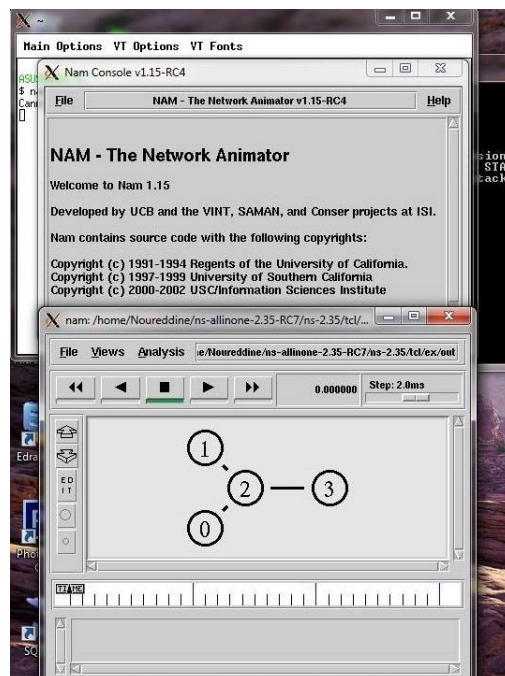 ~
Main Options VT Options VT Fonts
Nam Console v1.15-RC4
File NAM - The Network Animator v1.15-RC4 Help
NAM - The Network Animator
Welcome to Nam 1.15
Developed by UCB and the VINT, SAMAN, and Conser projects at ISI.
Nam contains source code with the following copyrights:
Copyright (c) 1991-1994 Regents of the University of California.
Copyright (c) 1997-1999 University of Southern California
Copyright (c) 2000-2002 USC/Information Sciences Institute
nam: /home/Noureddine/ns-allinone-2.35-RC7/ns-2.35/tcl/...
File Views Analysis e/Noureddine/ns-allinone-2.35-RC7/ns-2.35/tcl/ex/out
0.000000 Step: 2.0ms
ED
IT
1
2 3
0
TIME